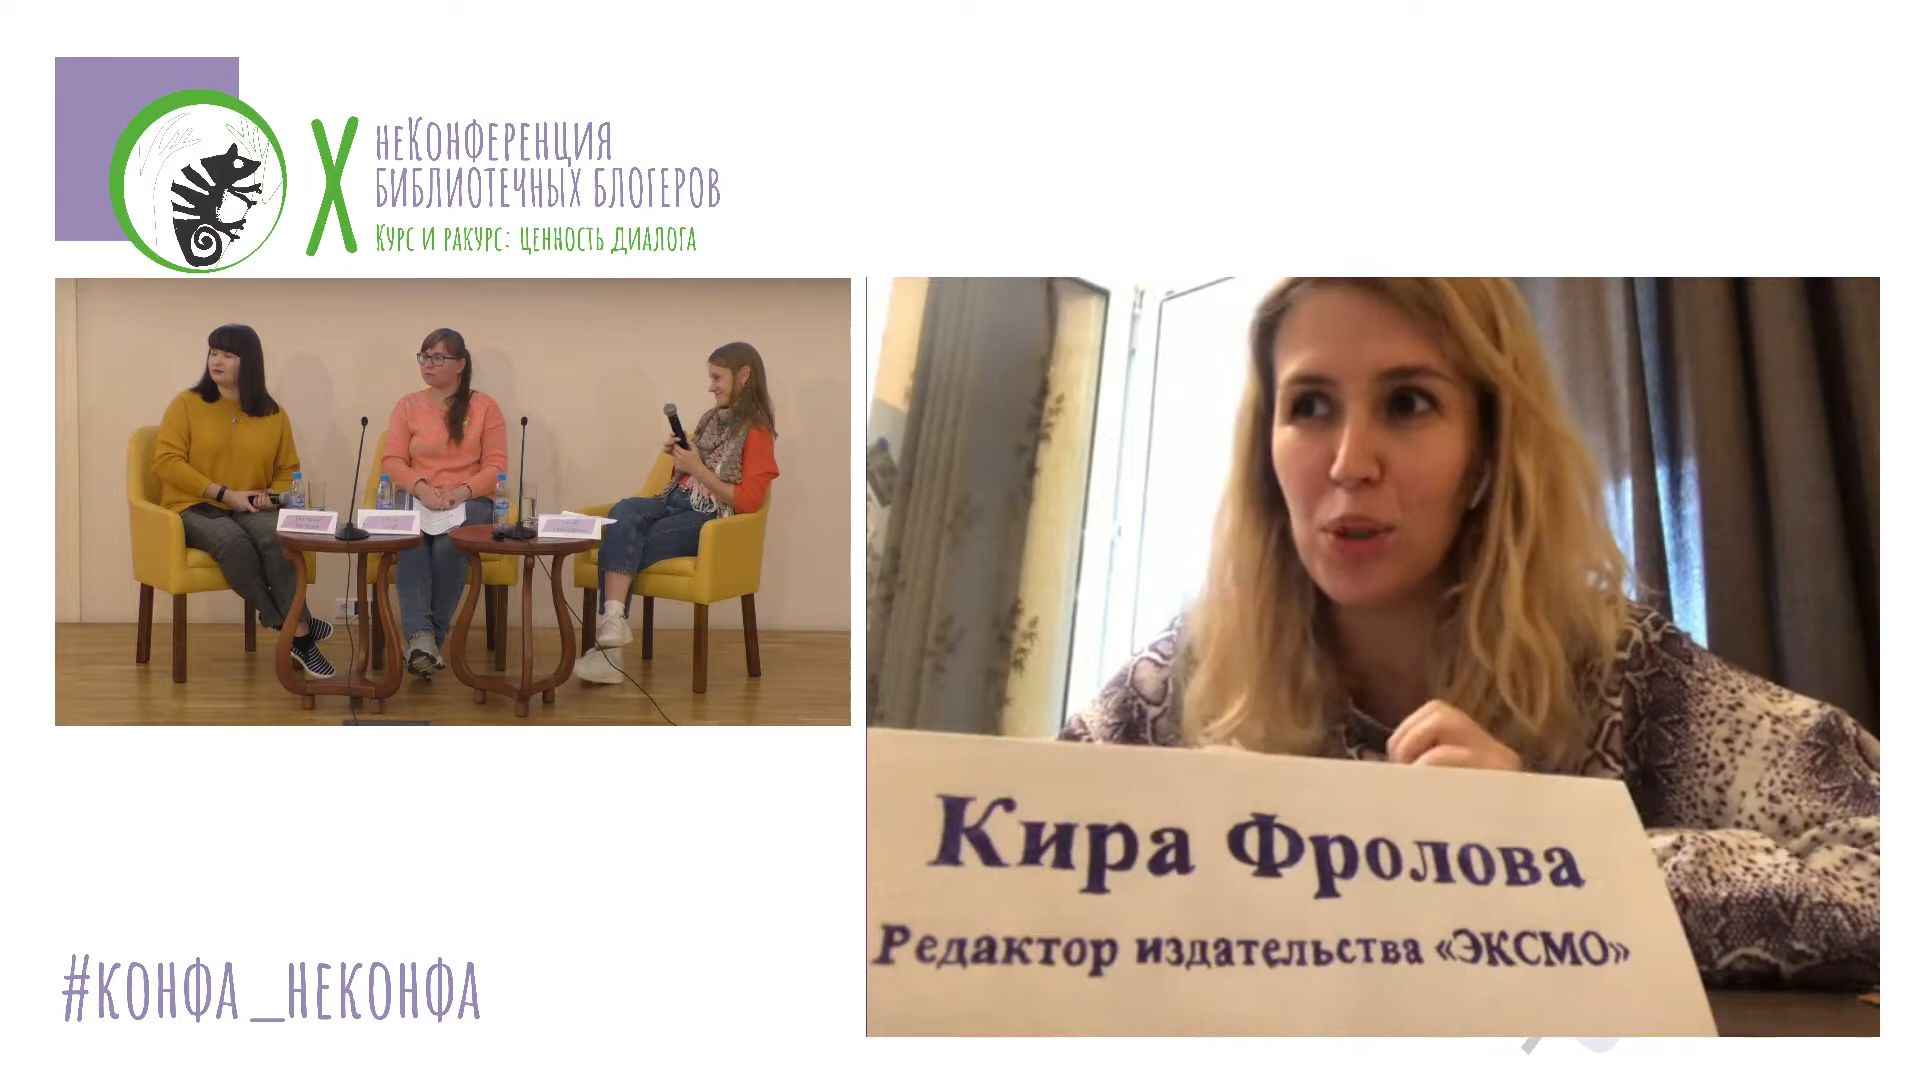 X
неКонференция
библиотечных блогеров
Курс и ракурс: ценность диалога
Кира Фролова
Редактор издательства «ЭКСМО»
#конфа_неконфа